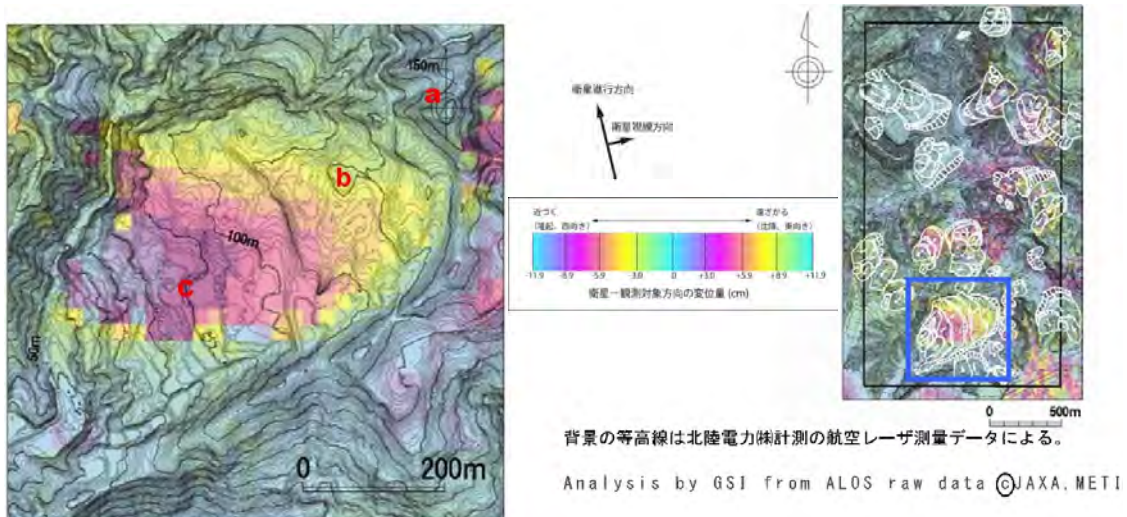 150m
a
b
100m
c
50m
0
200m
衛星進行方向
衛星視線方向
近づく
(隆起、西向き)
遠ざかる
(沈降、東向き)
-11.9
-8.9
-5.9
-3.0
0
+3.0
+5.9
+8.9
+11.9
衛星ー観測対象方向の変位量 (cm)
0
500m
背景の等高線は北陸電力㈱計測の航空レーザ測量データによる。
Analysis by GSI from ALOS raw data ⓒJAXA, METI